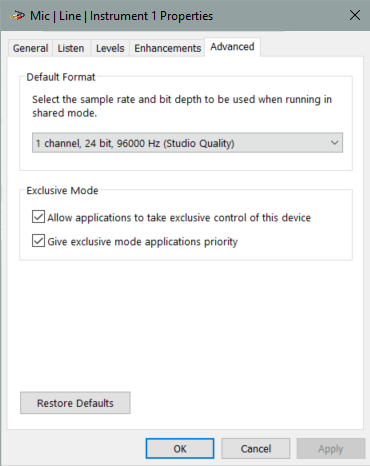 Mic | Line | Instrument 1 Properties
General Listen Levels Enhancements Advanced
Default Format
Select the sample rate and bit depth to be used when running in
shared mode.
1 channel, 24 bit, 96000 Hz (Studio Quality)
Exclusive Mode
Allow applications to take exclusive control of this device
Give exclusive mode applications priority
Restore Defaults
OK Cancel Apply